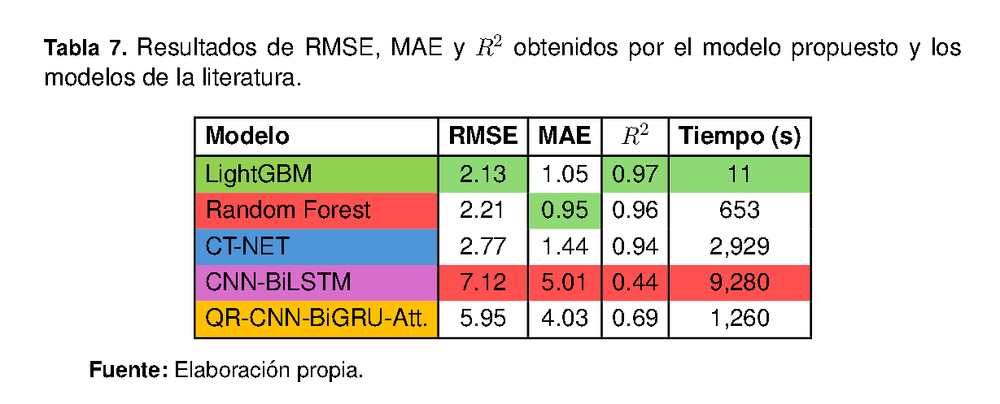 Tabla 7. Resultados de RMSE, MAE y R² obtenidos por el modelo propuesto y los
modelos de la literatura.
Modelo RMSE MAE R² Tiempo (s)
LightGBM 2.13 1.05 0.97 11
Random Forest 2.21 0.95 0.96 653
CT-NET 2.77 1.44 0.94 2,929
CNN-BiLSTM 7.12 5.01 0.44 9,280
QR-CNN-BiGRU-Att. 5.95 4.03 0.69 1,260
Fuente: Elaboración propia.